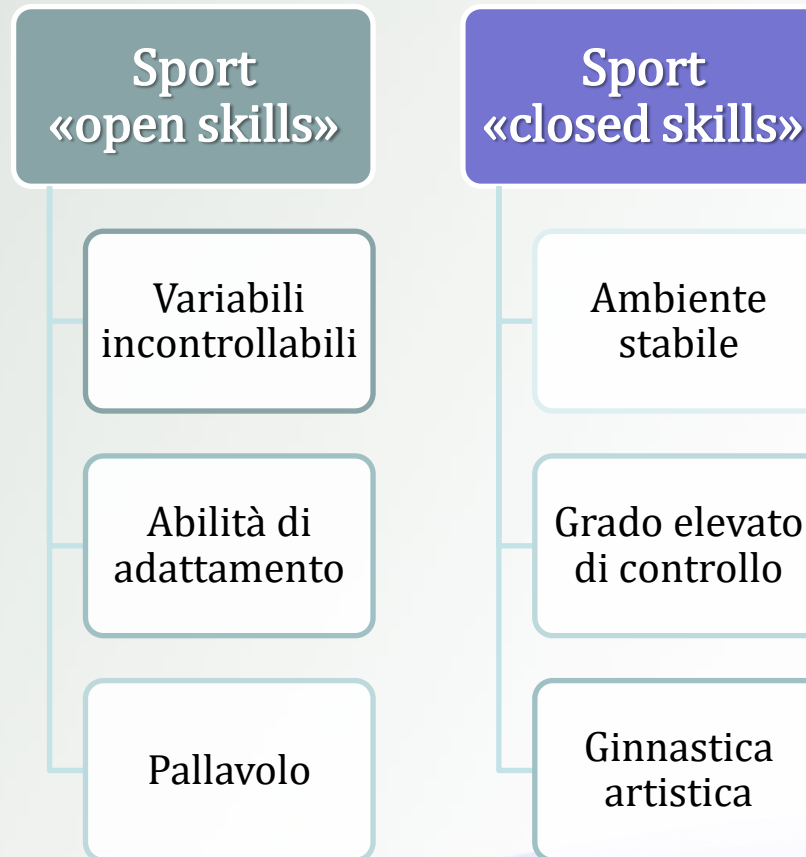 Sport
«open skills»
Variabili
incontrollabili
Abilità di
adattamento
Pallavolo
Sport
«closed skills»
Ambiente
stabile
Grado elevato
di controllo
Ginnastica
artistica